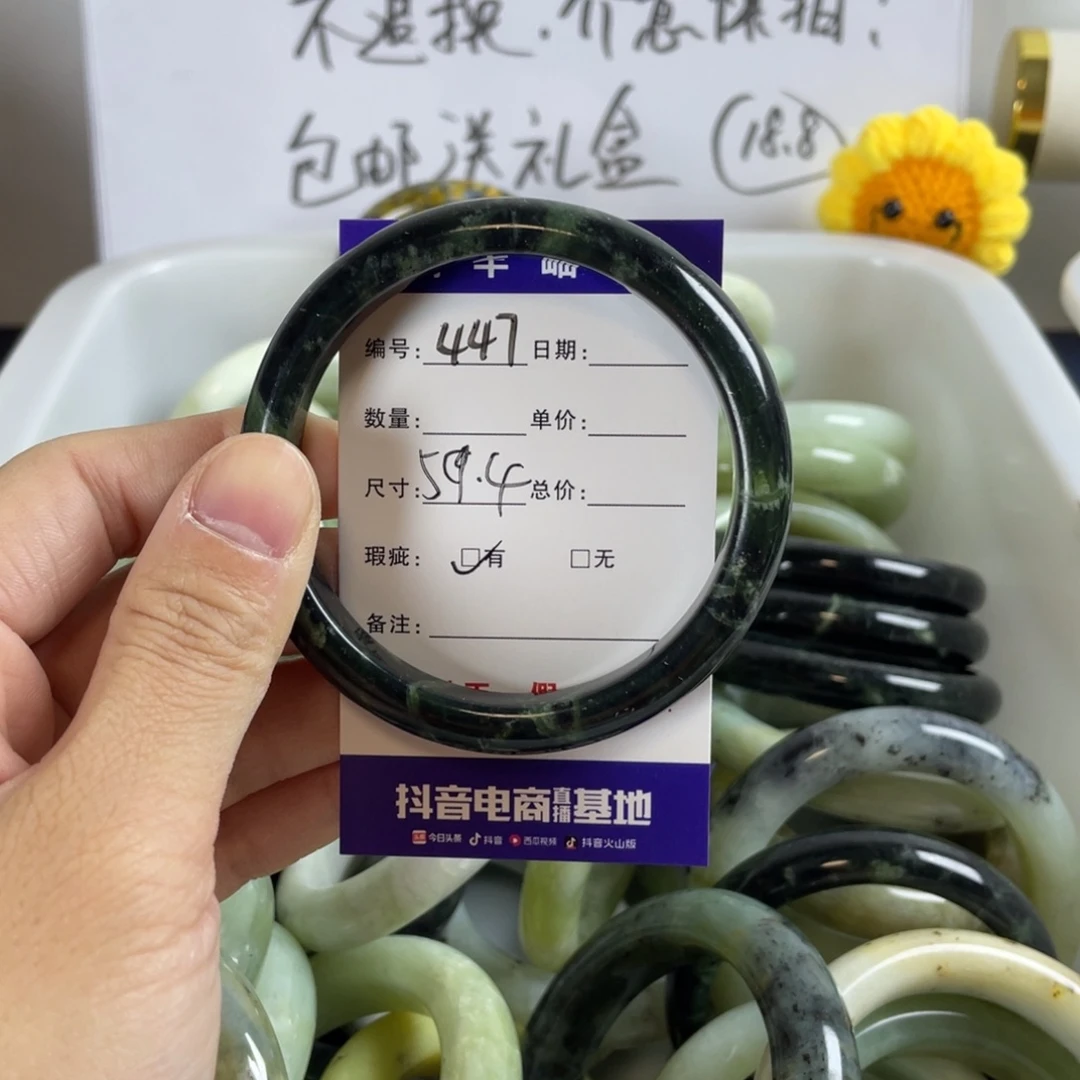 不退换.介意慎拍!
包邮送礼盒 (18.8)
编号: 447 日期:
数量: 单价:
尺寸: 59.4 总价:
瑕疵: ☑有 □无
备注:
假
抖音电商直播基地
今日头条 抖音 西瓜视频 抖音火山版